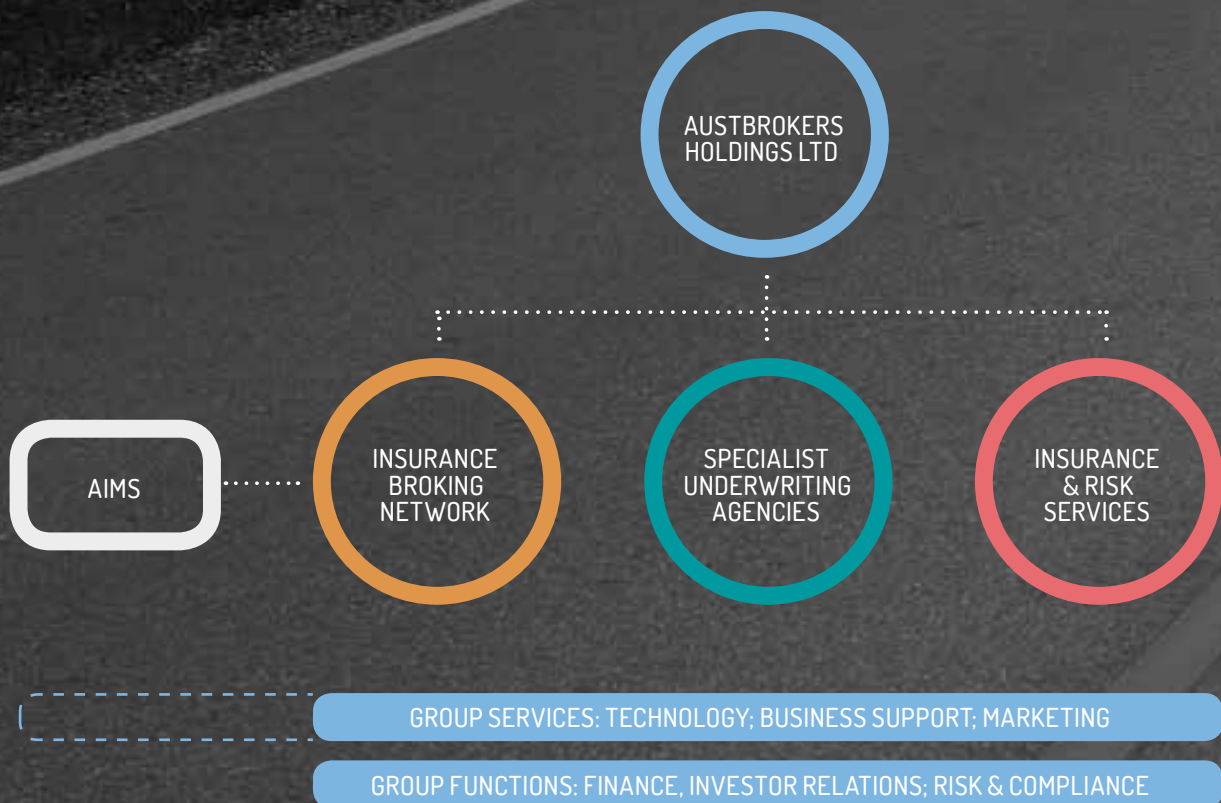 AUSTBROKERS
HOLDINGS LTD
AIMS
INSURANCE
BROKING
NETWORK
SPECIALIST
UNDERWRITING
AGENCIES
INSURANCE
& RISK
SERVICES
GROUP SERVICES: TECHNOLOGY; BUSINESS SUPPORT; MARKETING
GROUP FUNCTIONS: FINANCE, INVESTOR RELATIONS; RISK & COMPLIANCE